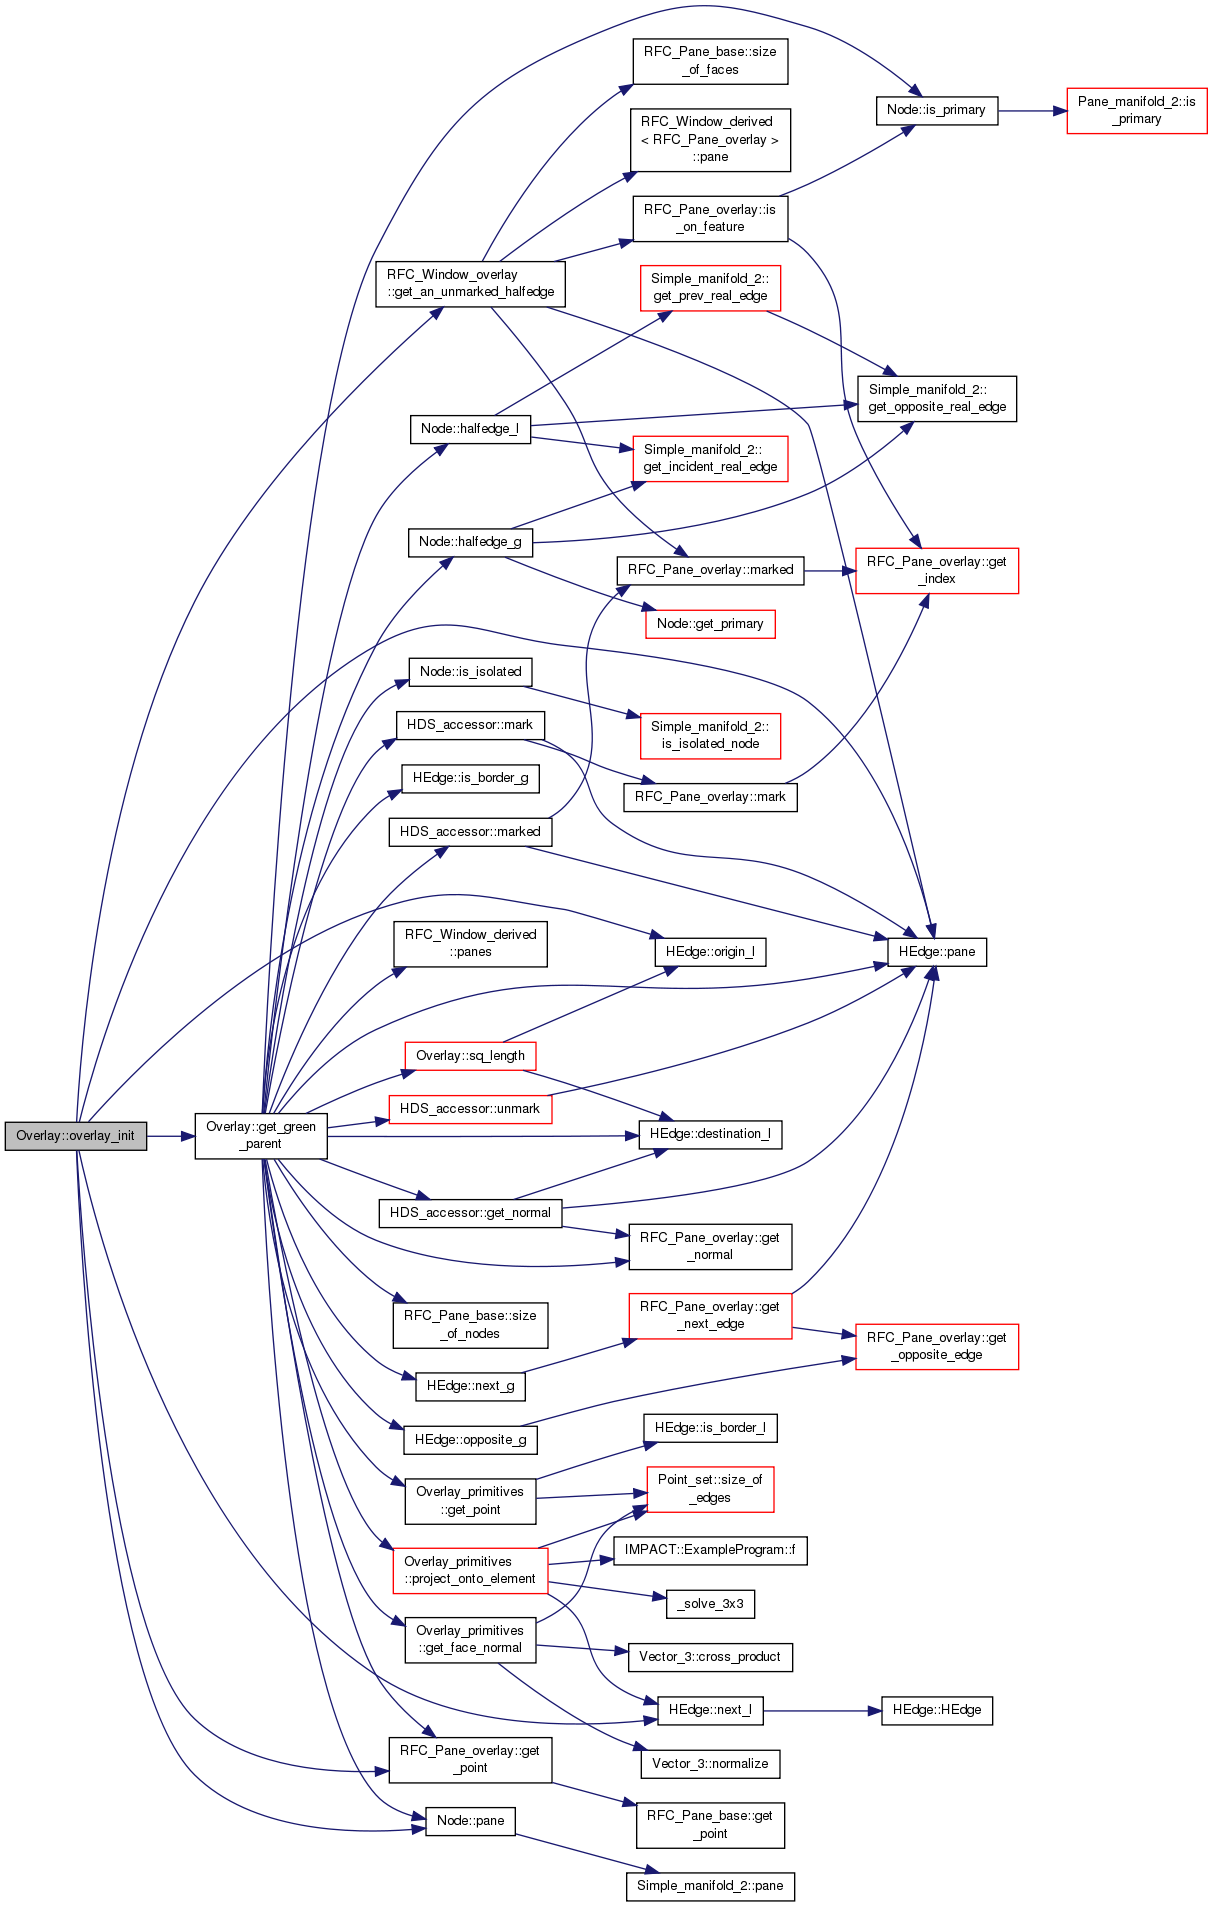 RFC_Pane_base::size
_of_faces
Node::is_primary
Pane_manifold_2::is
_primary
RFC_Window_derived
< RFC_Pane_overlay >
::pane
RFC_Pane_overlay::is
_on_feature
RFC_Window_overlay
::get_an_unmarked_halfedge
Simple_manifold_2::
get_prev_real_edge
Simple_manifold_2::
get_opposite_real_edge
Node::halfedge_l
Simple_manifold_2::
get_incident_real_edge
Node::halfedge_g
RFC_Pane_overlay::marked
RFC_Pane_overlay::get
_index
Node::get_primary
Node::is_isolated
HDS_accessor::mark
Simple_manifold_2::
is_isolated_node
HEdge::is_border_g
RFC_Pane_overlay::mark
HDS_accessor::marked
RFC_Window_derived
::panes
HEdge::origin_l
HEdge::pane
Overlay::sq_length
HDS_accessor::unmark
Overlay::overlay_init
Overlay::get_green
_parent
HEdge::destination_l
HDS_accessor::get_normal
RFC_Pane_overlay::get
_normal
RFC_Pane_base::size
_of_nodes
RFC_Pane_overlay::get
_next_edge
RFC_Pane_overlay::get
_opposite_edge
HEdge::next_g
HEdge::opposite_g
HEdge::is_border_l
Overlay_primitives
::get_point
Point_set::size_of
_edges
IMPACT::ExampleProgram::f
Overlay_primitives
::project_onto_element
_solve_3x3
Overlay_primitives
::get_face_normal
Vector_3::cross_product
HEdge::next_l
HEdge::HEdge
RFC_Pane_overlay::get
_point
Vector_3::normalize
Node::pane
RFC_Pane_base::get
_point
Simple_manifold_2::pane